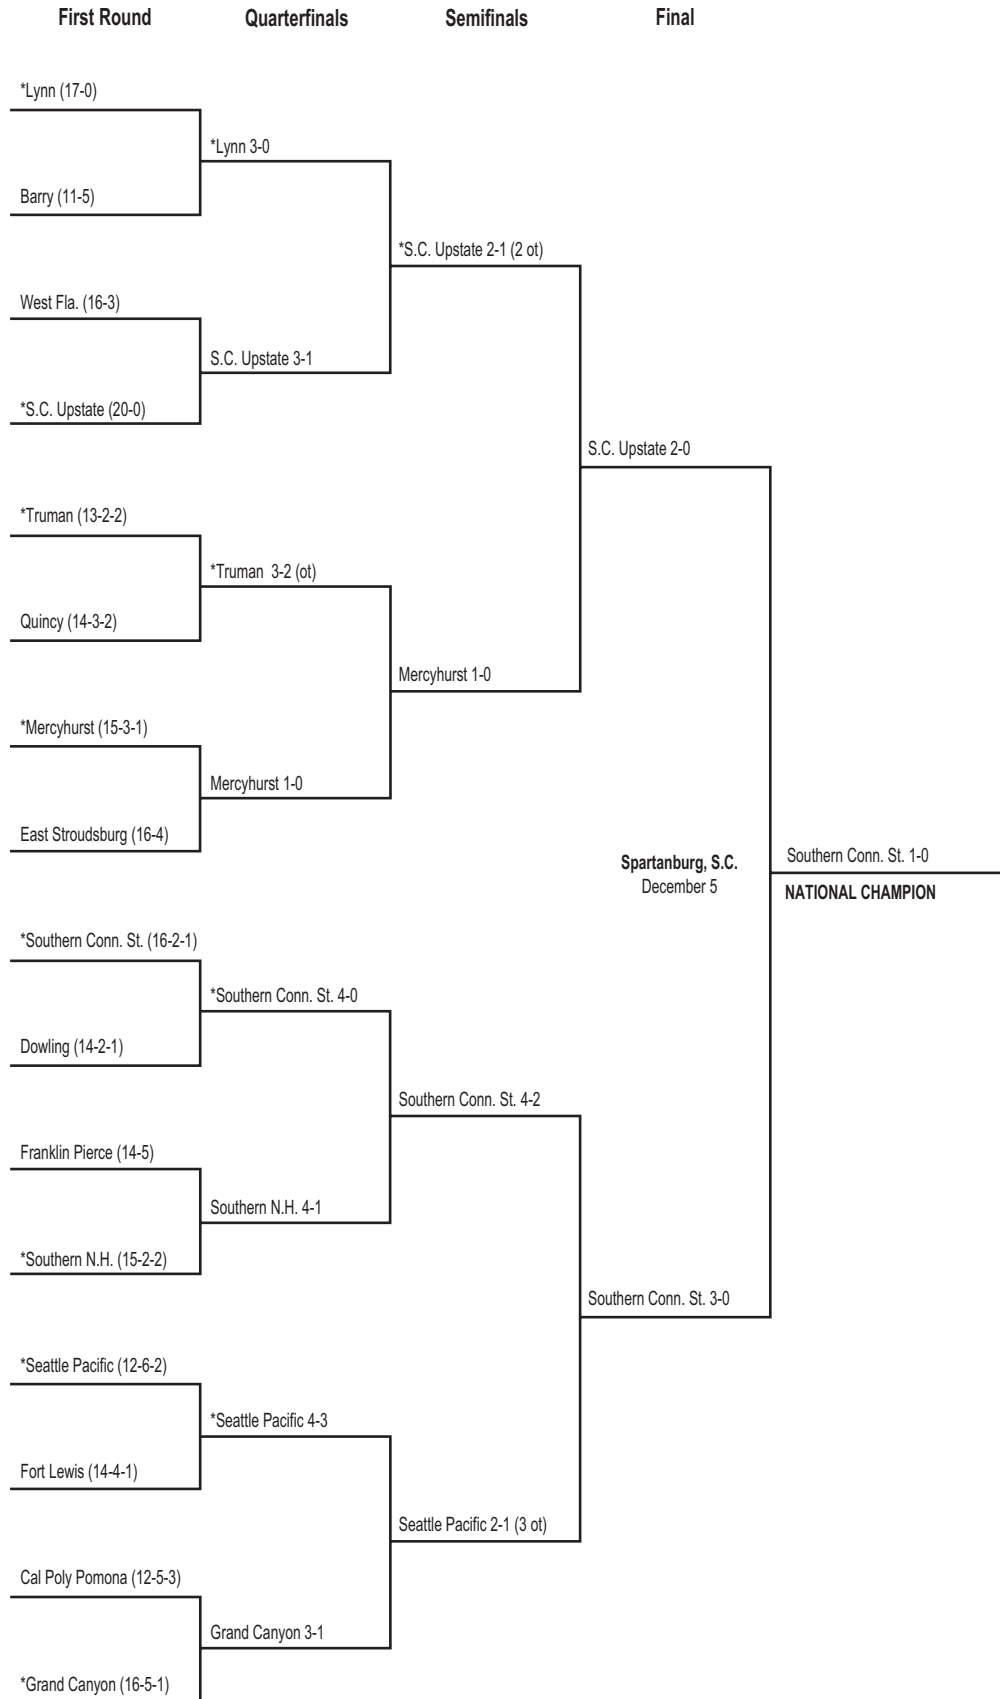 First Round Quarterfinals Semifinals Final
*Lynn (17-0)
*Lynn 3-0
Barry (11-5)
*S.C. Upstate 2-1 (2 ot)
West Fla. (16-3)
S.C. Upstate 3-1
*S.C. Upstate (20-0)
S.C. Upstate 2-0
*Truman (13-2-2)
*Truman  3-2 (ot)
Quincy (14-3-2)
Mercyhurst 1-0
*Mercyhurst (15-3-1)
Mercyhurst 1-0
East Stroudsburg (16-4)
Southern Conn. St. 1-0
Spartanburg, S.C.
December 5
NATIONAL CHAMPION
*Southern Conn. St. (16-2-1)
*Southern Conn. St. 4-0
Dowling (14-2-1)
Southern Conn. St. 4-2
Franklin Pierce (14-5)
Southern N.H. 4-1
*Southern N.H. (15-2-2)
Southern Conn. St. 3-0
*Seattle Pacific (12-6-2)
*Seattle Pacific 4-3
Fort Lewis (14-4-1)
Seattle Pacific 2-1 (3 ot)
Cal Poly Pomona (12-5-3)
Grand Canyon 3-1
*Grand Canyon (16-5-1)